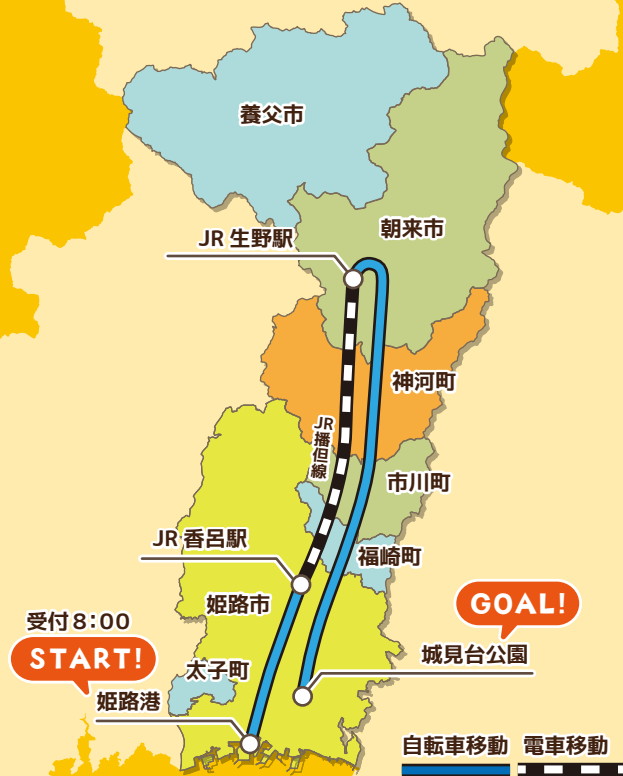 養父市
朝来市
JR 生野駅
神河町
JR播但線
市川町
JR 香呂駅
福崎町
姫路市
GOAL!
受付8:00
START!
太子町
城見台公園
姫路港
自転車移動 電車移動